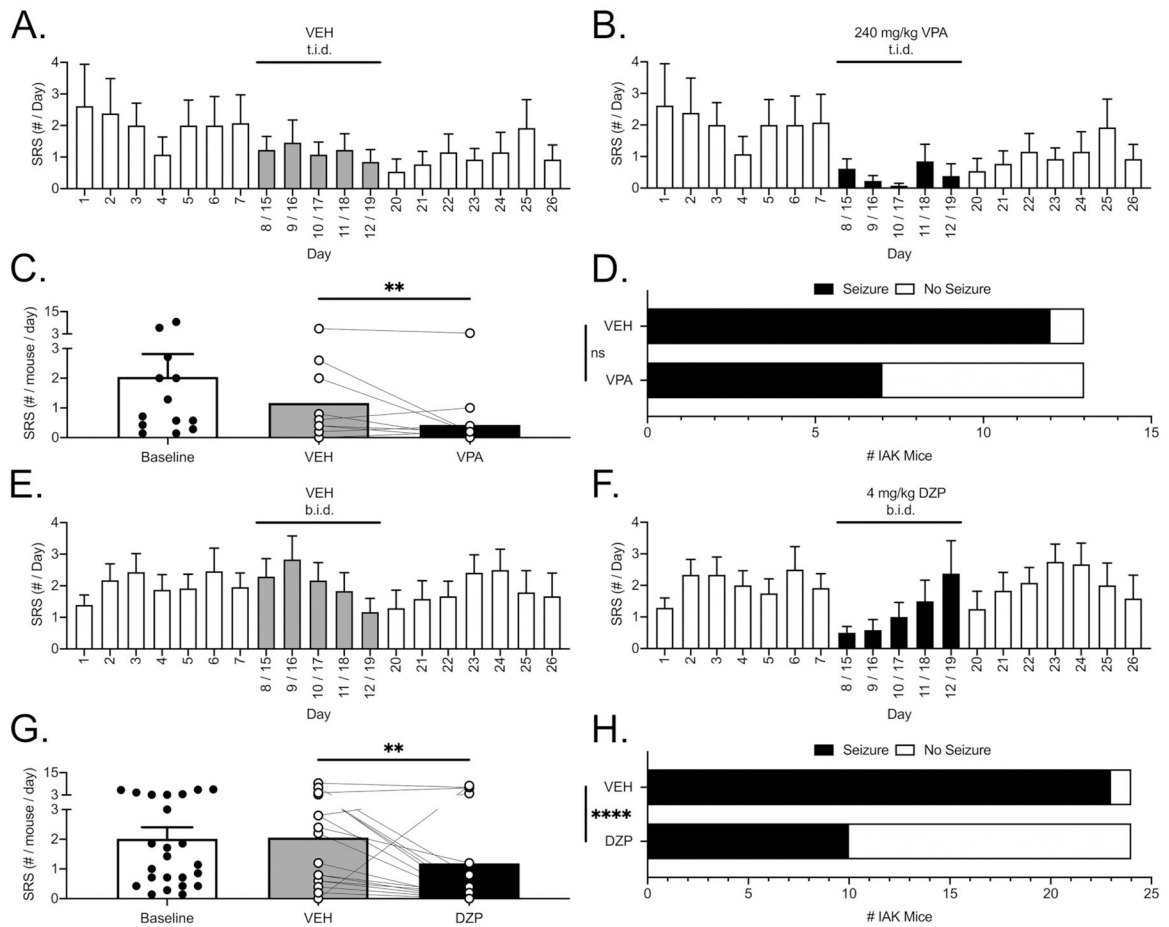 A.
VEH
t.i.d.
SRS (# / Day)
4
3
2
1
0
1
2
3
4
5
6
7
8 / 15
9 / 16
10 / 17
11 / 18
12 / 19
20
21
22
23
24
25
26
Day
B.
240 mg/kg VPA
t.i.d.
SRS (# / Day)
4
3
2
1
0
1
2
3
4
5
6
7
8 / 15
9 / 16
10 / 17
11 / 18
12 / 19
20
21
22
23
24
25
26
Day
C.
**
SRS (# / mouse / day)
15
3
3
2
1
0
Baseline
VEH
VPA
D.
Seizure
No Seizure
VEH
ns
VPA
0
5
10
15
# IAK Mice
E.
VEH
b.i.d.
SRS (# / Day)
4
3
2
1
0
1
2
3
4
5
6
7
8 / 15
9 / 16
10 / 17
11 / 18
12 / 19
20
21
22
23
24
25
26
Day
F.
4 mg/kg DZP
b.i.d.
SRS (# / Day)
4
3
2
1
0
1
2
3
4
5
6
7
8 / 15
9 / 16
10 / 17
11 / 18
12 / 19
20
21
22
23
24
25
26
Day
G.
**
SRS (# / mouse / day)
15
3
3
2
1
0
Baseline
VEH
DZP
H.
Seizure
No Seizure
VEH
****
DZP
0
5
10
15
20
25
# IAK Mice